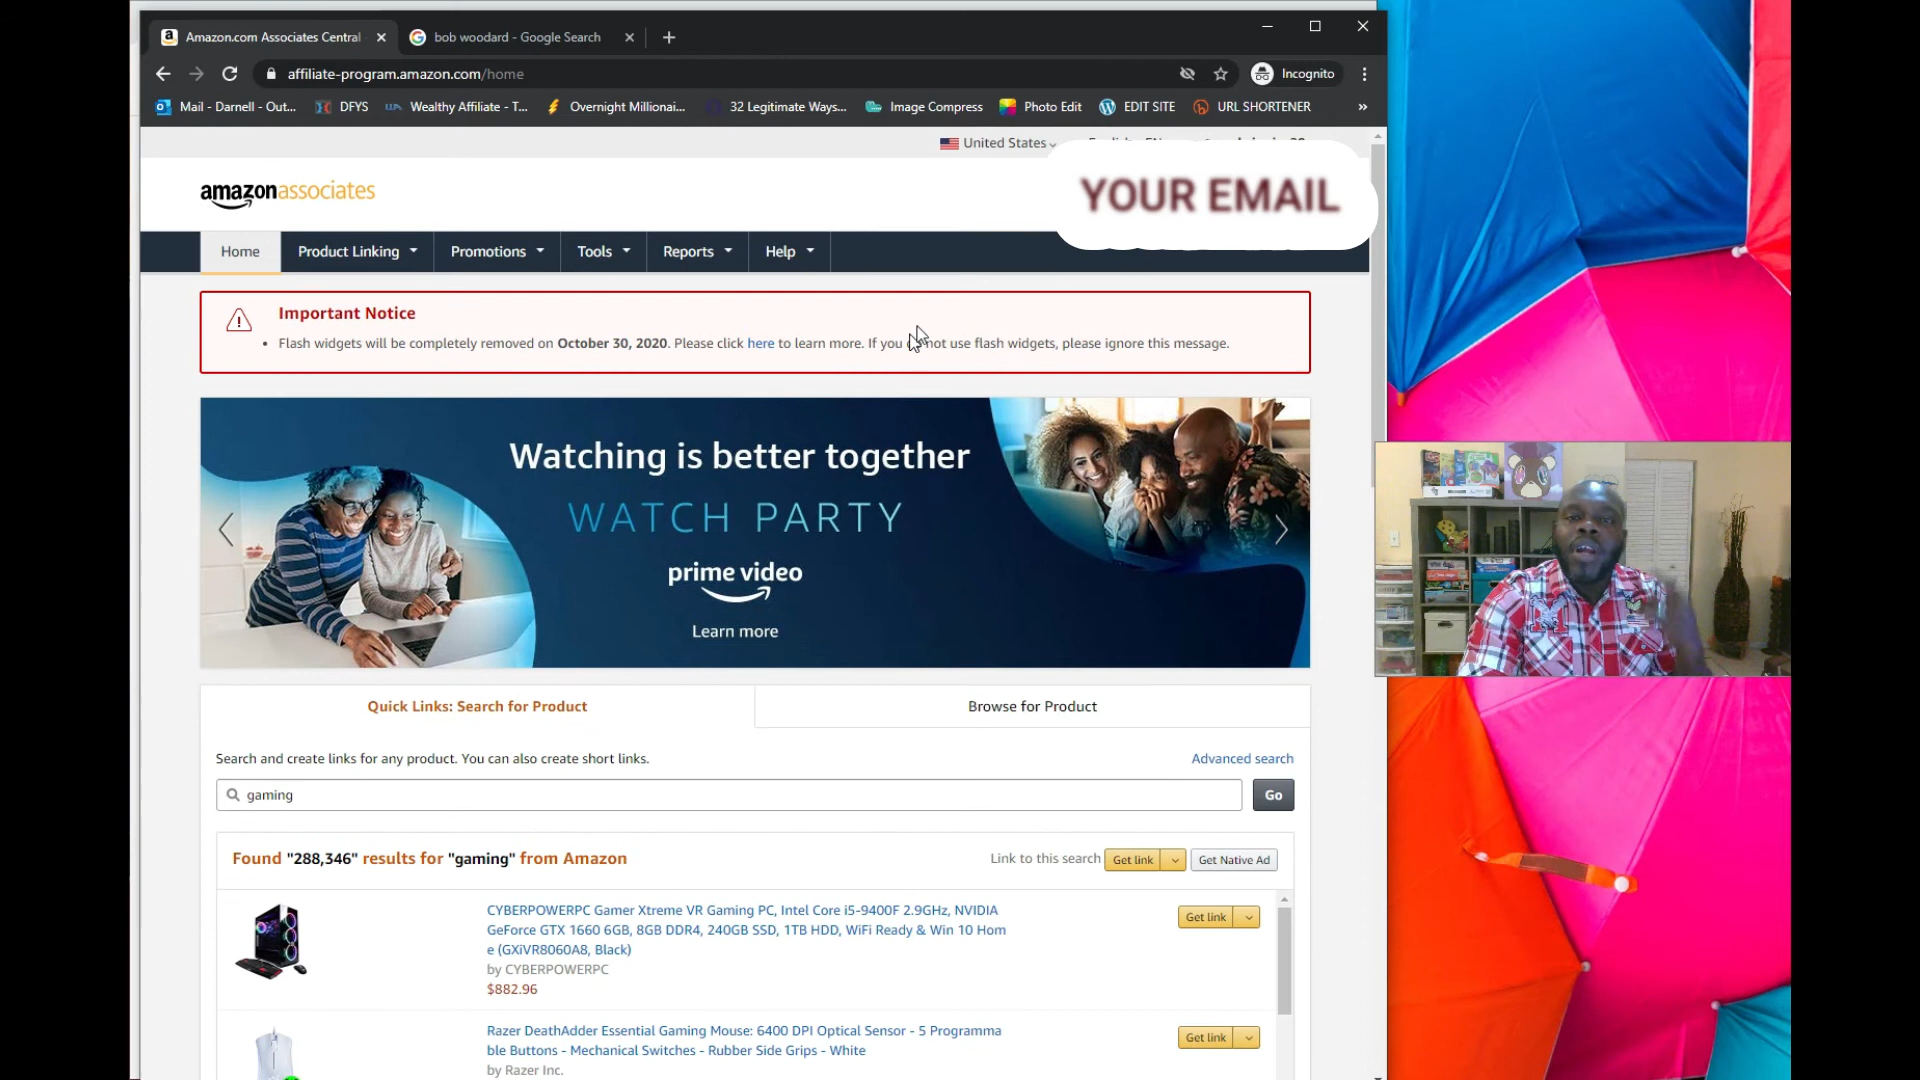 Amazon.com Associates Central
bob woodard - Google Search
affiliate-program.amazon.com/home
Incognito
Mail - Darnell - Out...
DFYS
Wealthy Affiliate - T...
Overnight Millionai...
32 Legitimate Ways...
Image Compress
Photo Edit
EDIT SITE
URL SHORTENER
United States
amazonassociates
YOUR EMAIL
Home
Product Linking
Promotions
Tools
Reports
Help
Important Notice
Flash widgets will be completely removed on October 30, 2020. Please click here to learn more. If you not use flash widgets, please ignore this message.
Watching is better together
WATCH PARTY
prime video
Learn more
Quick Links: Search for Product
Browse for Product
Search and create links for any product. You can also create short links.
Advanced search
gaming
Go
Found "288,346" results for "gaming" from Amazon
Link to this search
Get link
Get Native Ad
CYBERPOWERPC Gamer Xtreme VR Gaming PC, Intel Core i5-9400F 2.9GHz, NVIDIA
GeForce GTX 1660 6GB, 8GB DDR4, 240GB SSD, 1TB HDD, WiFi Ready & Win 10 Hom
e (GXiVR8060A8, Black)
by CYBERPOWERPC
$882.96
Get link
Razer DeathAdder Essential Gaming Mouse: 6400 DPI Optical Sensor - 5 Programma
ble Buttons - Mechanical Switches - Rubber Side Grips - White
by Razer Inc.
Get link